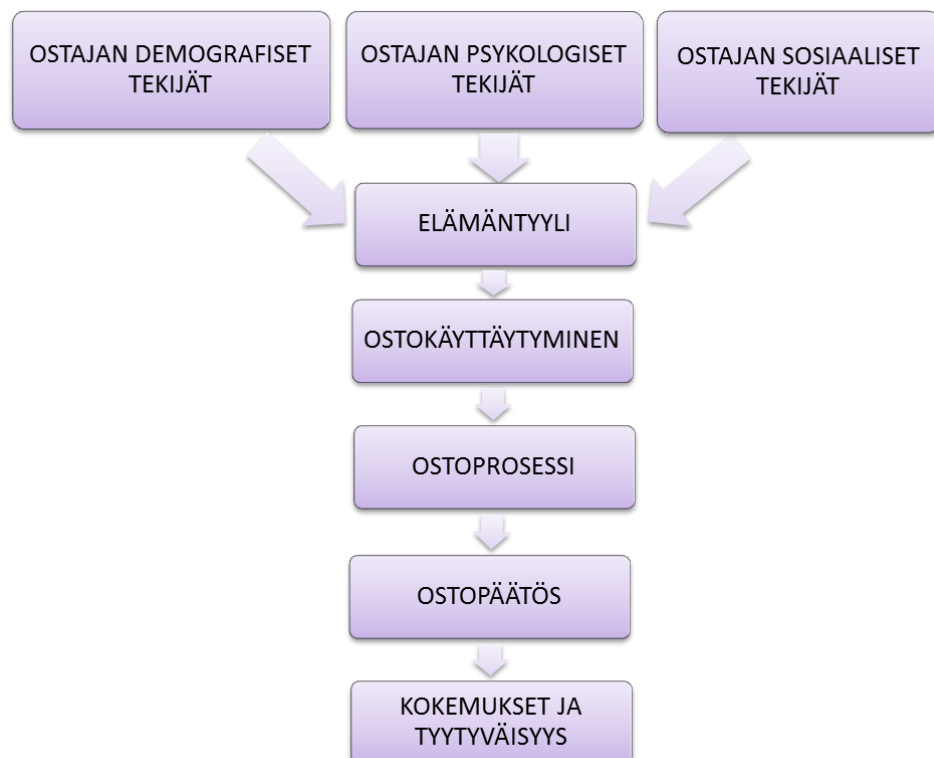 OSTAJAN DEMOGRAFISET
TEKIJÄT
OSTAJAN PSYKOLOGISET
TEKIJÄT
OSTAJAN SOSIAALISET
TEKIJÄT
ELÄMÄNTYYLI
OSTOKÄYTTÄYTYMINEN
OSTOPROSESSI
OSTOPÄÄTÖS
KOKEMUKSET JA
TYYTYVÄISYYS